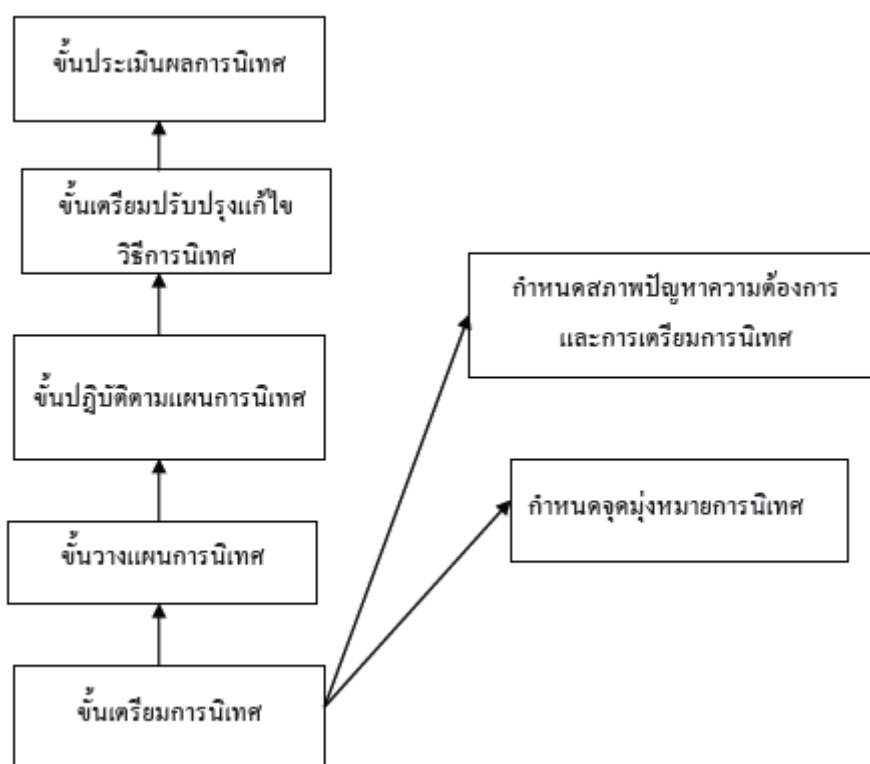 ขั้นประเมินผลการนิเทศ
ขั้นเตรียมปรับปรุงแก้ไข
วิธีการนิเทศ
กำหนดสภาพปัญหาความต้องการ
และการเตรียมการนิเทศ
ขั้นปฏิบัติตามแผนการนิเทศ
กำหนดจุดมุ่งหมายการนิเทศ
ขั้นวางแผนการนิเทศ
ขั้นเตรียมการนิเทศ